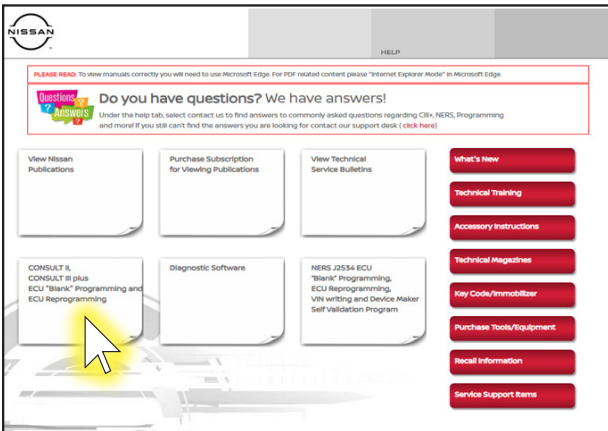 NISSAN
HELP
PLEASE READ: To view manuals correctly you will need to use Microsoft Edge. For PDF related content please "Internet Explorer Mode" in Microsoft Edge.
Questions
?
?
Answers
Do you have questions? We have answers!
Under the help tab, select contact us to find answers to commonly asked questions regarding CIII+, NERS, Programming
and more! If you still can't find the answers you are looking for contact our support desk ( click here)
View Nissan
Publications
Purchase Subscription
for Viewing Publications
View Technical
Service Bulletins
CONSULT II,
CONSULT III plus
ECU "Blank" Programming and
ECU Reprogramming
Diagnostic Software
NERS J2534 ECU
"Blank" Programming,
ECU Reprogramming,
VIN writing and Device Maker
Self Validation Program
What's New
Technical Training
Accessory Instructions
Technical Magazines
Key Code/Immobilizer
Purchase Tools/Equipment
Recall Information
Service Support Items